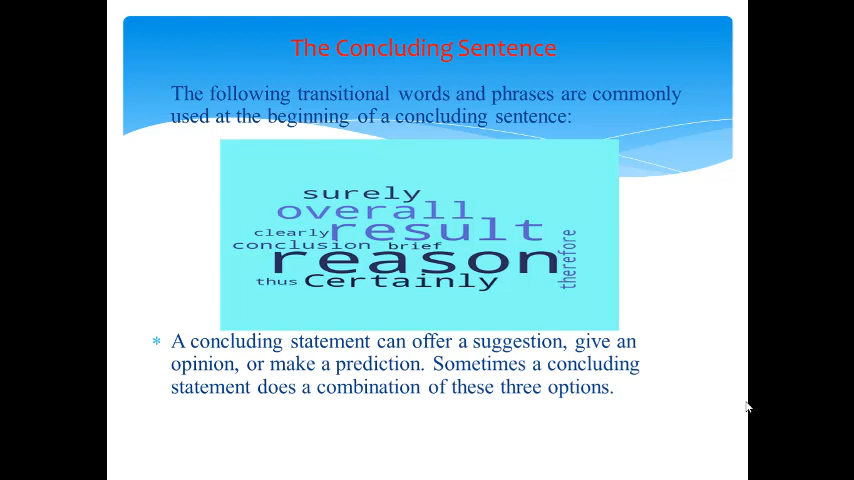 The Concluding Sentence
The following transitional words and phrases are commonly
used at the beginning of a concluding sentence:
surely
overall
clearly result
conclusion brief
reason
therefore
thus Certainly
A concluding statement can offer a suggestion, give an
opinion, or make a prediction. Sometimes a concluding
statement does a combination of these three options.